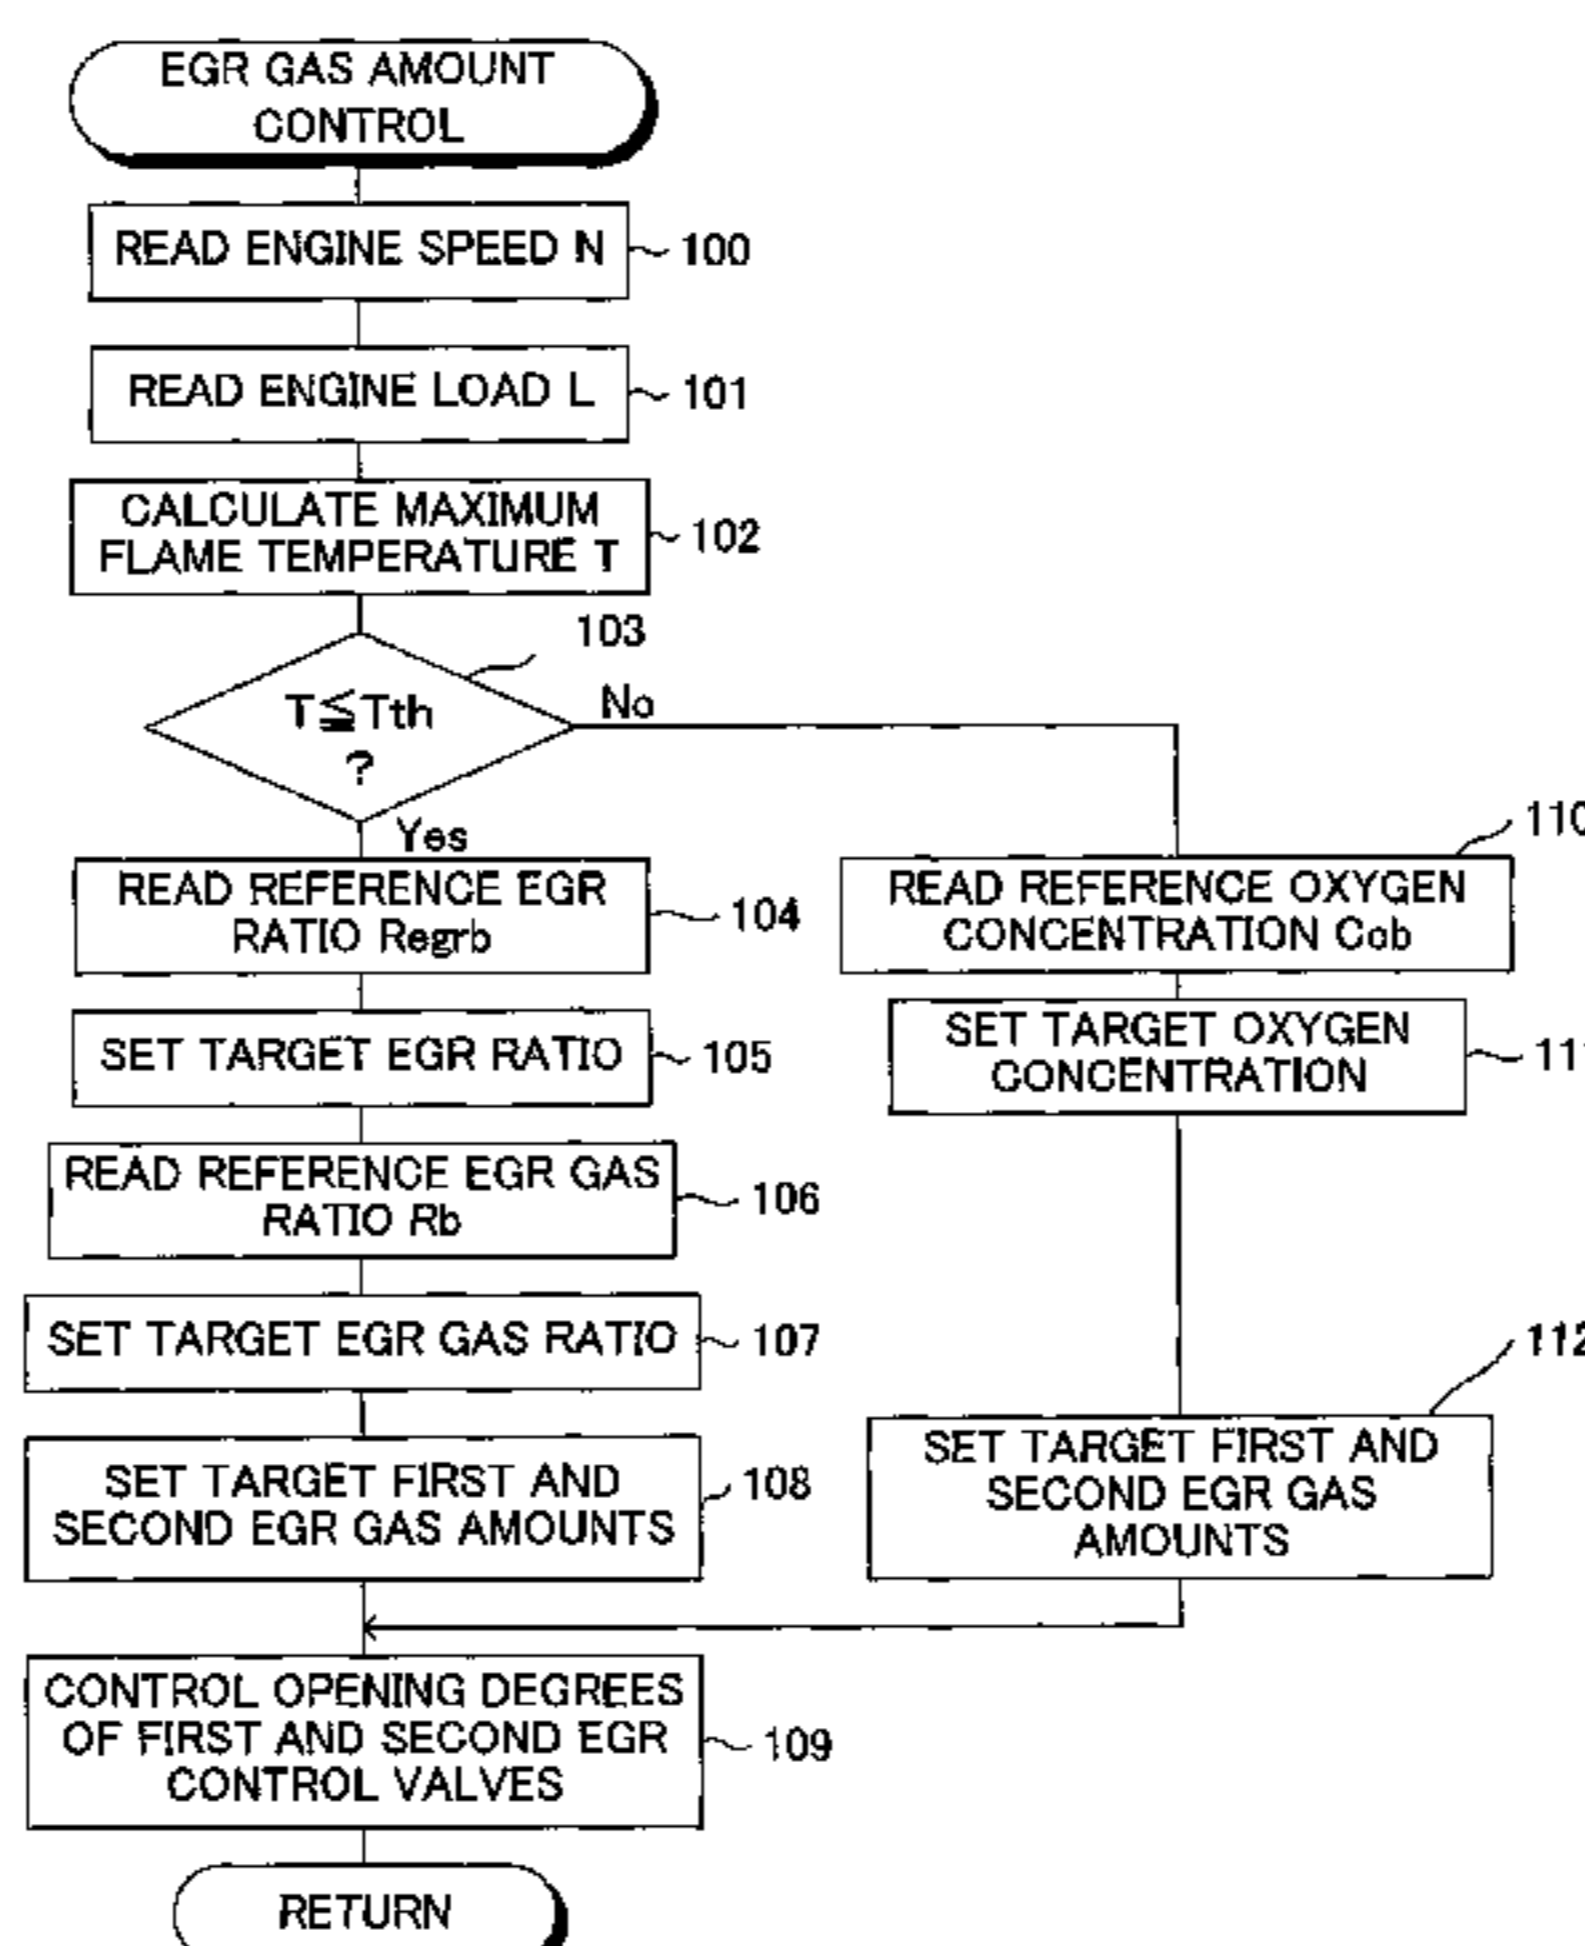 EGR GAS AMOUNT
CONTROL
READ ENGINE SPEED N
100
READ ENGINE LOAD L
101
CALCULATE MAXIMUM
FLAME TEMPERATURE T
102
103
T≦Tth
?
No
Yes
READ REFERENCE EGR
RATIO Regrb
104
SET TARGET EGR RATIO
105
READ REFERENCE EGR GAS
RATIO Rb
106
SET TARGET EGR GAS RATIO
107
SET TARGET FIRST AND
SECOND EGR GAS AMOUNTS
108
110
READ REFERENCE OXYGEN
CONCENTRATION Cob
SET TARGET OXYGEN
CONCENTRATION
112
SET TARGET FIRST AND
SECOND EGR GAS
AMOUNTS
CONTROL OPENING DEGREES
OF FIRST AND SECOND EGR
CONTROL VALVES
109
RETURN